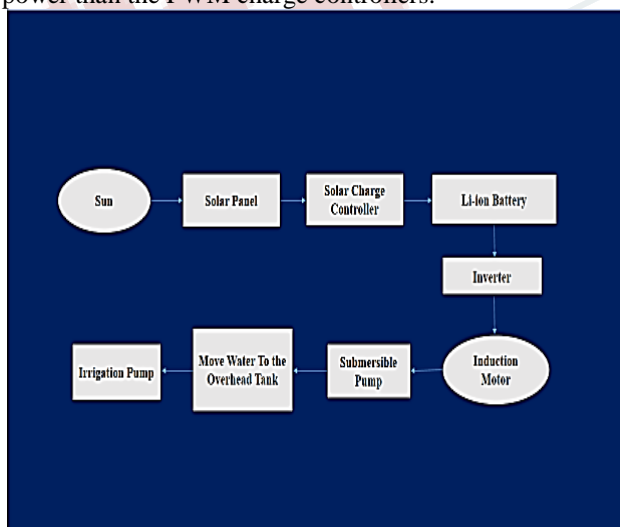 power than the PWM charge controllers.
Sun
Solar Panel
Solar Charge
Controller
Li-Ion Battery
Inverter
Induction
Motor
Submersible
Pump
Move Water To the
Overhead Tank
Irrigation Pump